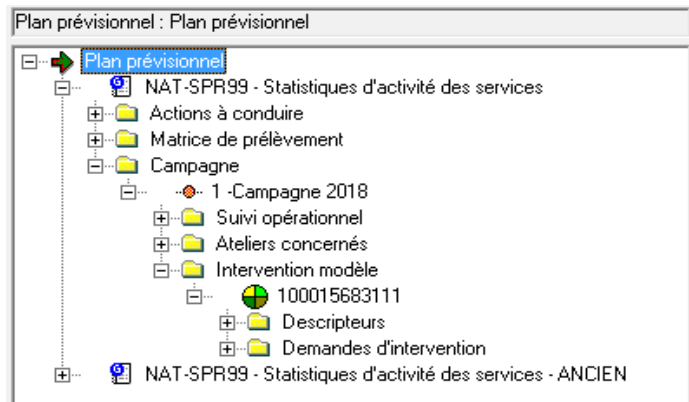 Plan prévisionnel : Plan prévisionnel
Plan prévisionnel
NAT-SPR99 - Statistiques d'activité des services
Actions à conduire
Matrice de prélèvement
Campagne
1 -Campagne 2018
Suivi opérationnel
Ateliers concernés
Intervention modèle
100015683111
Descripteurs
Demandes d'intervention
NAT-SPR99 - Statistiques d'activité des services - ANCIEN